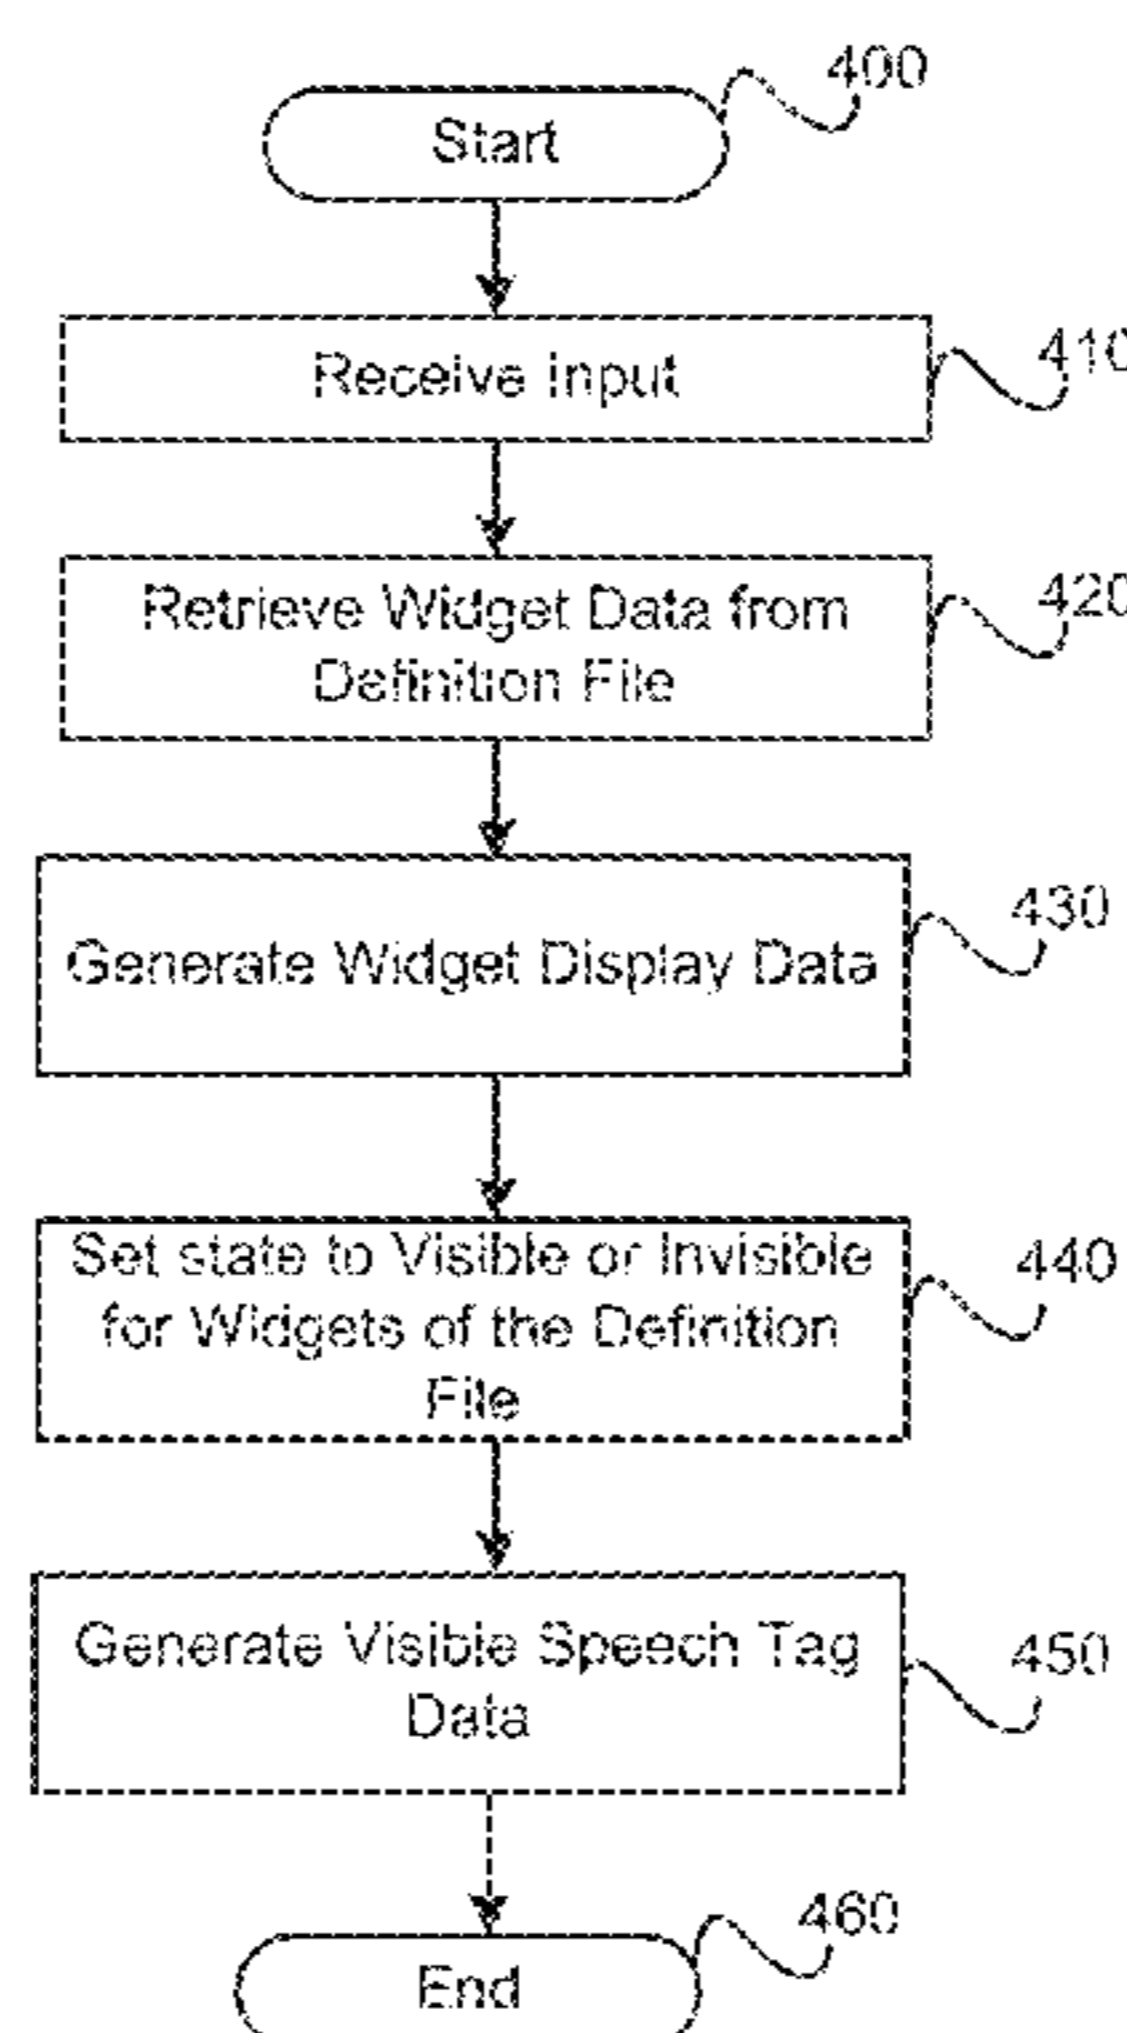 400
Start
410
Receive Input
420
Retrieve Widget Data from
Definition File
430
Generate Widget Display Data
440
Set state to Visible or Invisible
for Widgets of the Definition
File
450
Generate Visible Speech Tag
Data
460
End